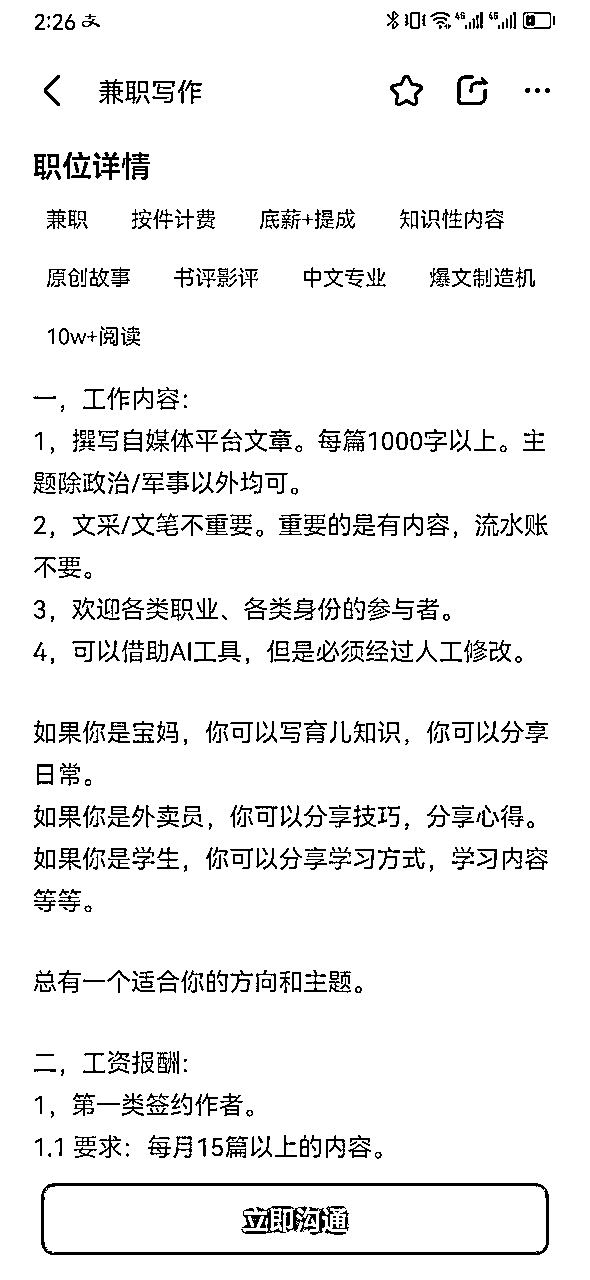 2:26 支
兼职写作
职位详情
兼职 按件计费 底薪+提成 知识性内容
原创故事 书评影评 中文专业 爆文制造机
10w+阅读
一，工作内容：
1，撰写自媒体平台文章。每篇1000字以上。主
题除政治/军事以外均可。
2，文采/文笔不重要。重要的是有内容，流水账
不要。
3，欢迎各类职业、各类身份的参与者。
4，可以借助AI工具，但是必须经过人工修改。
如果你是宝妈，你可以写育儿知识，你可以分享
日常。
如果你是外卖员，你可以分享技巧，分享心得。
如果你是学生，你可以分享学习方式，学习内容
等等。
总有一个适合你的方向和主题。
二，工资报酬：
1，第一类签约作者。
1.1 要求：每月15篇以上的内容。
立即沟通